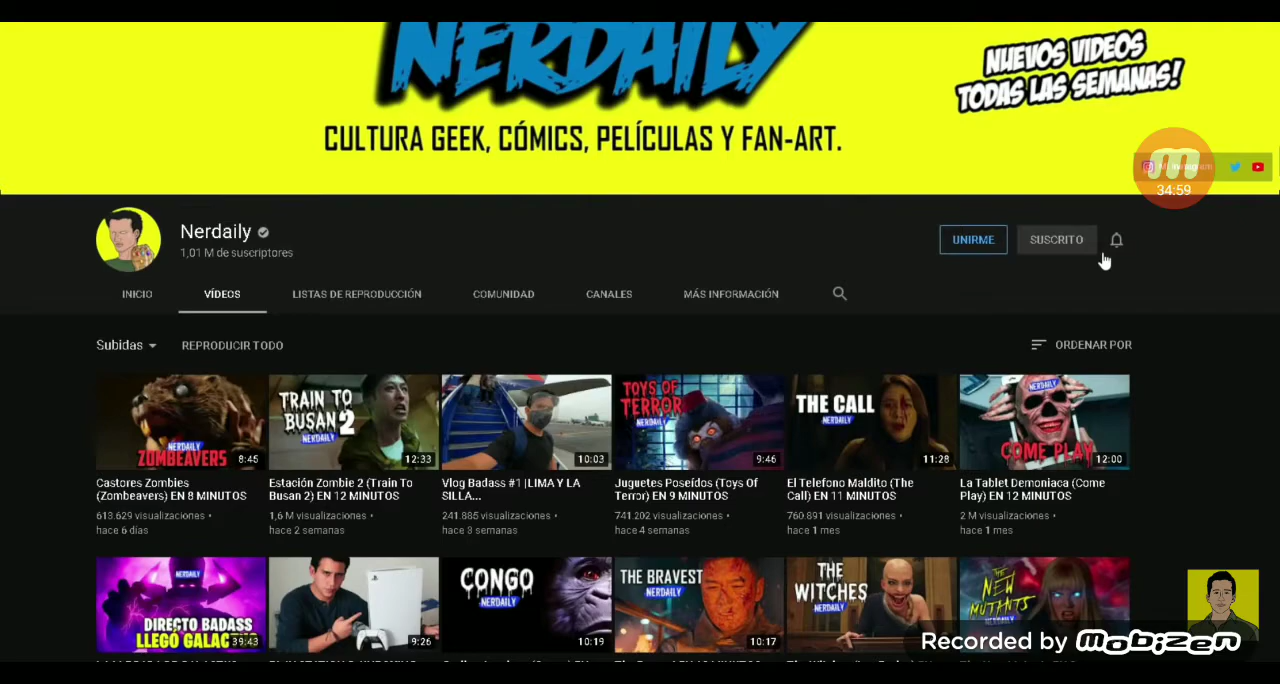 NERDAILY
NUEVOS VIDEOS
TODAS LAS SEMANAS!
CULTURA GEEK, CÓMICS, PELÍCULAS Y FAN-ART.
34:59
Nerdaily
1,01 M de suscriptores
UNIRME
SUSCRITO
INICIO
VÍDEOS
LISTAS DE REPRODUCCIÓN
COMUNIDAD
CANALES
MÁS INFORMACIÓN
Subidas
REPRODUCIR TODO
ORDENAR POR
NERDAILY
ZOMBEAVERS
8:45
TRAIN TO
BUSAN 2
NERDAILY
12:33
10:03
TOYS OF
TERROR
NERDAILY
9:46
THE CALL
NERDAILY
11:28
NERDAILY
COME PLAY
12:00
Castores Zombies
(Zombeavers) EN 8 MINUTOS
613.629 visualizaciones •
hace 6 días
Estación Zombie 2 (Train To
Busan 2) EN 12 MINUTOS
1,6 M visualizaciones •
hace 2 semanas
Vlog Badass #1 |LIMA Y LA
SILLA...
241.885 visualizaciones •
hace 3 semanas
Juguetes Poseídos (Toys Of
Terror) EN 9 MINUTOS
741.202 visualizaciones •
hace 4 semanas
El Telefono Maldito (The
Call) EN 11 MINUTOS
760.891 visualizaciones •
hace 1 mes
La Tablet Demoniaca (Come
Play) EN 12 MINUTOS
2 M visualizaciones •
hace 1 mes
NERDAILY
DIRECTO BADASS
LLEGÓ GALAC
39:43
9:26
CONGO
NERDAILY
10:19
THE BRAVEST
NERDAILY
10:17
THE
WITCHES
NERDAILY
THE
NEW
MUTANTS
NERDAILY
Recorded by mobizen